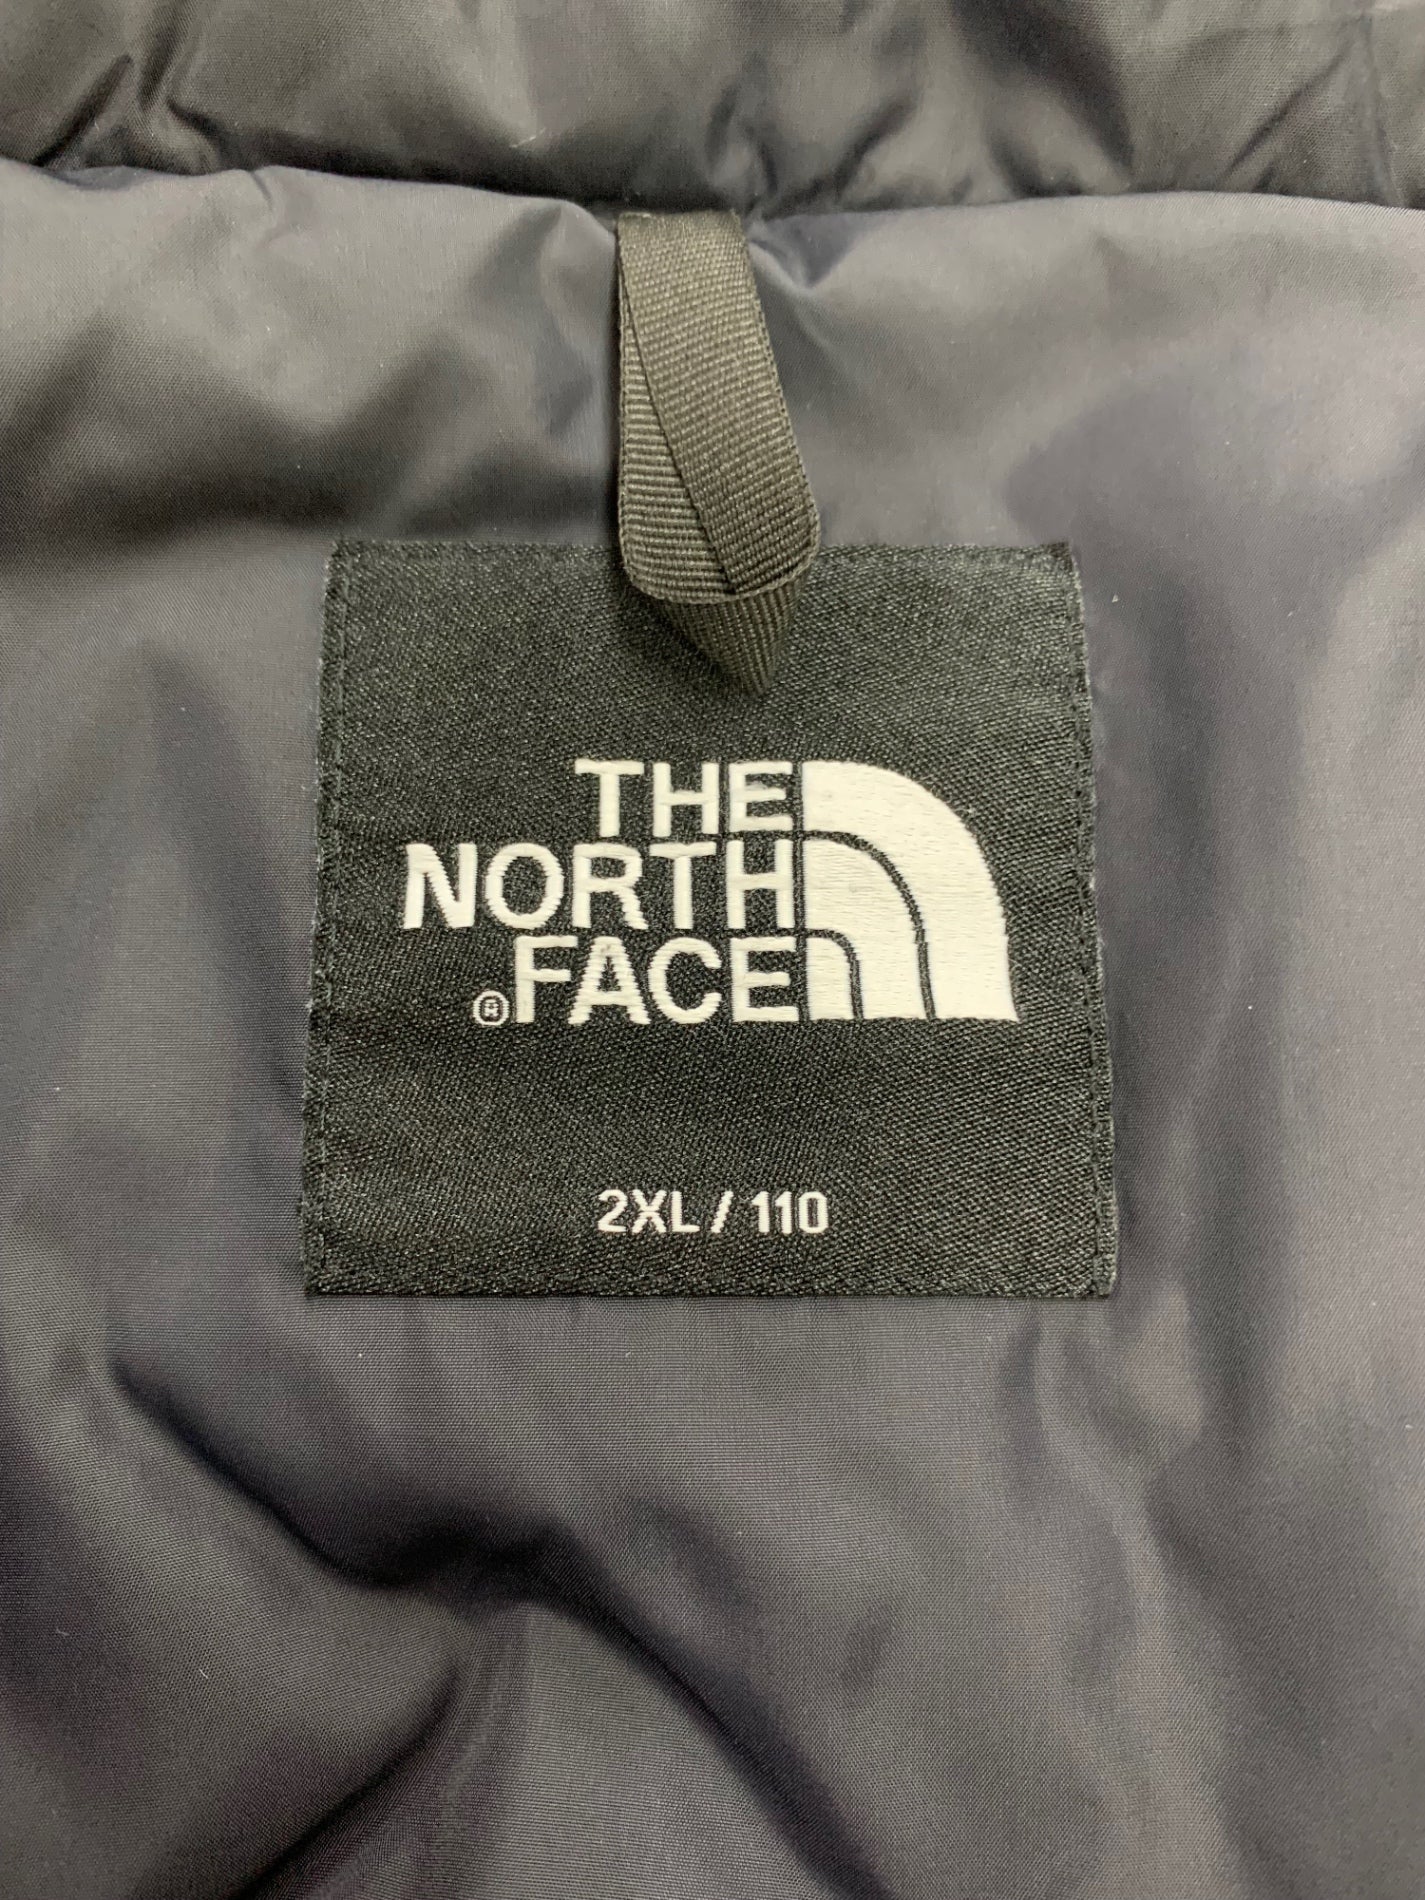 THE
NORTH
®FACE
2XL / 110